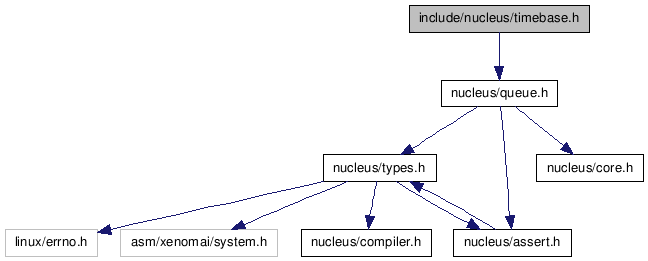 include/nucleus/timebase.h
nucleus/queue.h
nucleus/types.h
nucleus/core.h
linux/errno.h
asm/xenomai/system.h
nucleus/compiler.h
nucleus/assert.h